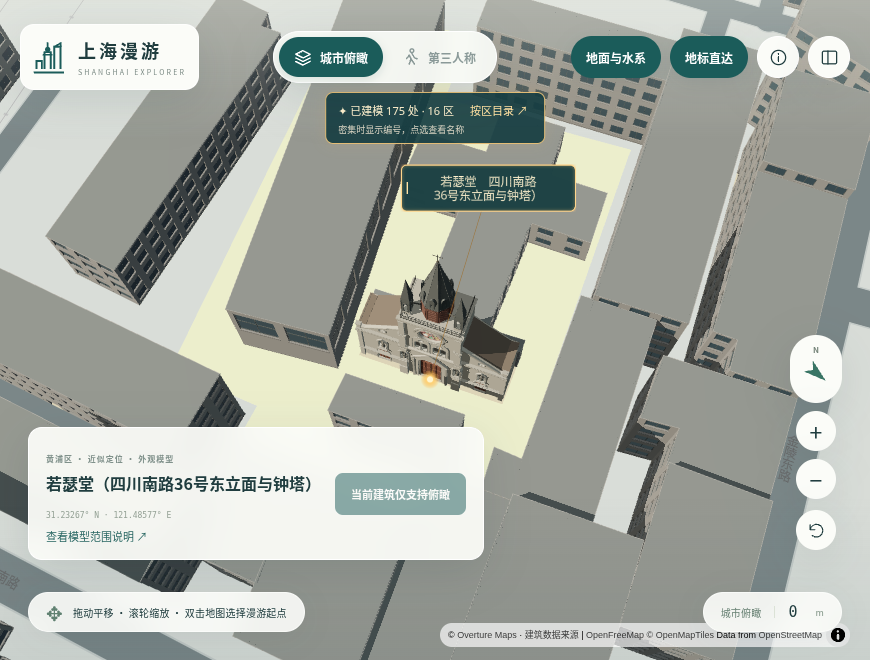 上海漫游
SHANGHAI EXPLORER
城市俯瞰
第三人称
地面与水系
地标直达
✦ 已建模 175 处 · 16 区 按区目录 ↗
密集时显示编号，点选查看名称
若瑟堂 四川南路
36号东立面与钟塔）
N
黄浦区 · 近似定位 · 外观模型
若瑟堂（四川南路36号东立面与钟塔）
当前建筑仅支持俯瞰
31.23267° N · 121.48577° E
查看模型范围说明 ↗
拖动平移 · 滚轮缩放 · 双击地图选择漫游起点
城市俯瞰 0 m
© Overture Maps · 建筑数据来源 | OpenFreeMap © OpenMapTiles Data from OpenStreetMap